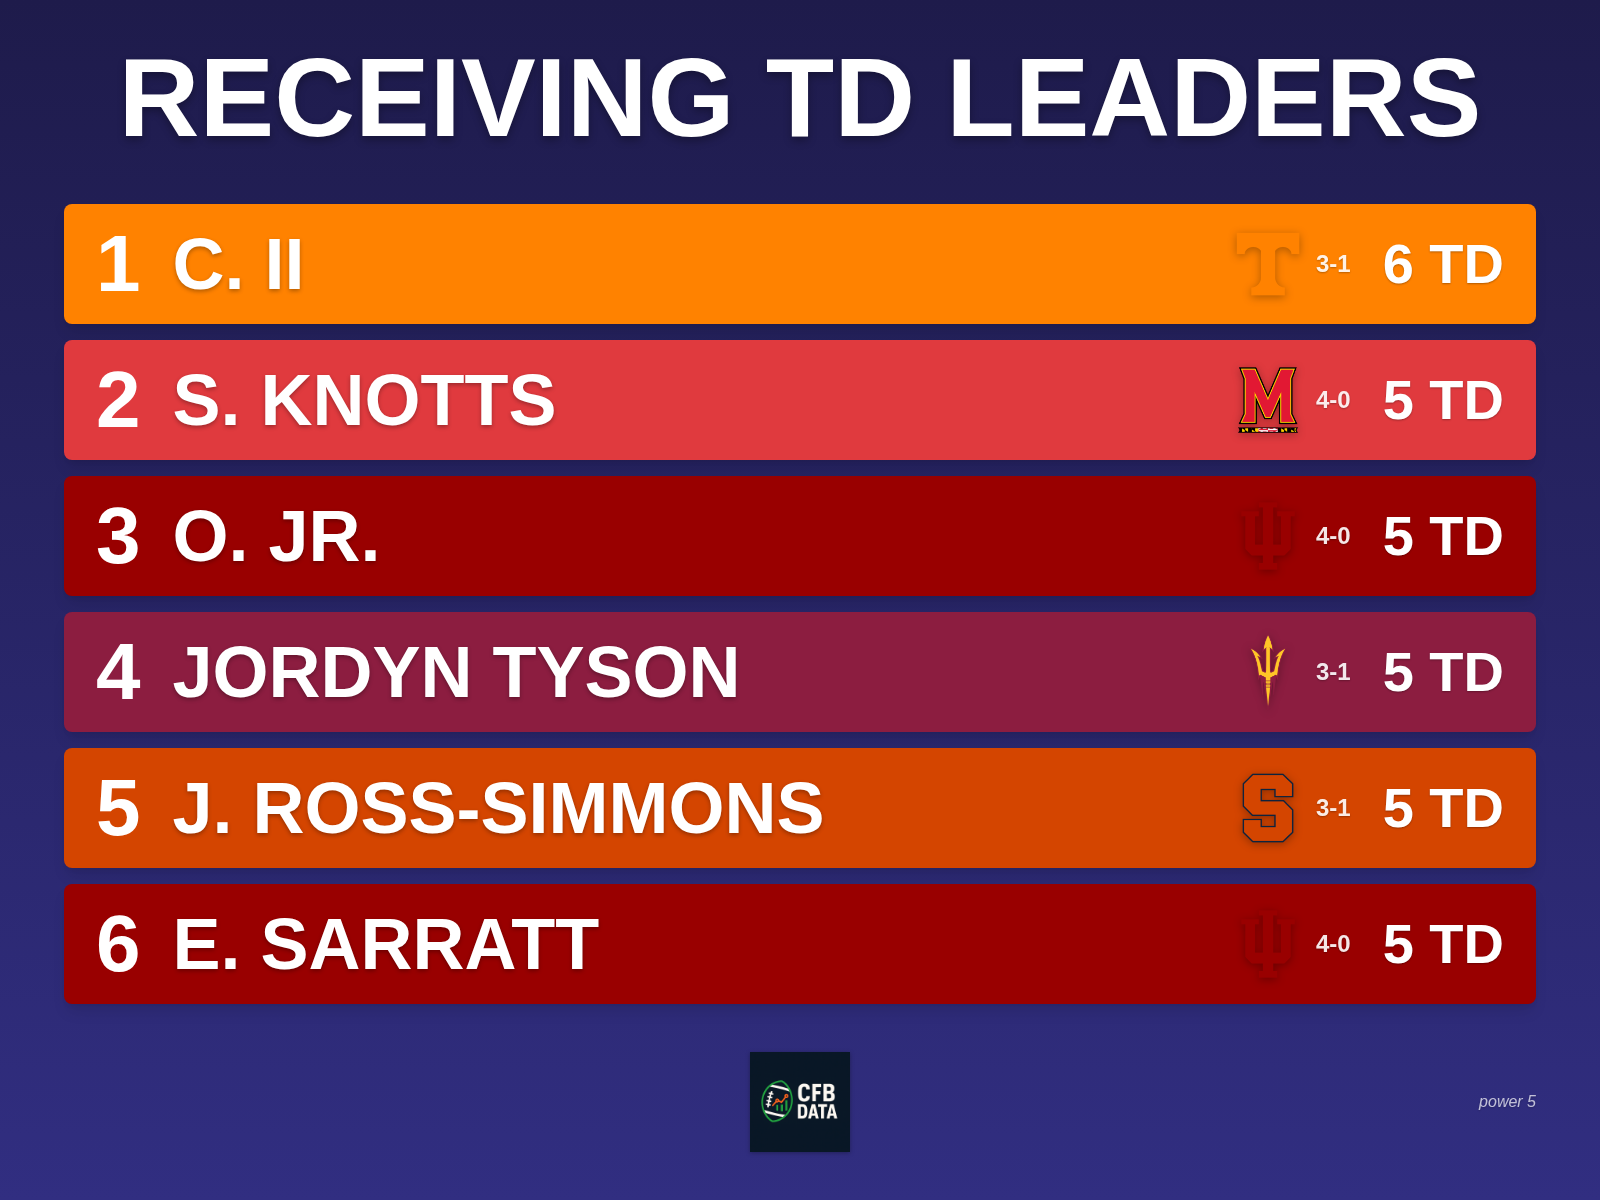 RECEIVING TD LEADERS
1 C. II T 3-1 6 TD
2 S. KNOTTS M 4-0 5 TD
3 O. JR. 4-0 5 TD
4 JORDYN TYSON 3-1 5 TD
5 J. ROSS-SIMMONS S 3-1 5 TD
6 E. SARRATT 4-0 5 TD
CFB
DATA
power 5